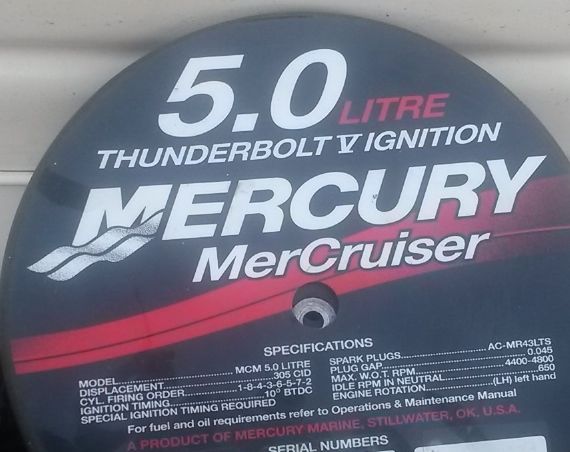 5.0 LITRE
THUNDERBOLT V IGNITION
MERCURY
MerCruiser
SPECIFICATIONS
MODEL..............................MCM 5.0 LITRE
DISPLACEMENT..............................305 CID
CYL. FIRING ORDER..............1-8-4-3-6-5-7-2
IGNITION TIMING..............................10° BTDC
SPECIAL IGNITION TIMING REQUIRED
SPARK PLUGS..............................AC-MR43LTS
PLUG GAP..............................0.045
MAX. W.O.T. RPM..............................4400-4800
IDLE RPM IN NEUTRAL..............................650
ENGINE ROTATION....................(LH) left hand
For fuel and oil requirements refer to Operations & Maintenance Manual
A PRODUCT OF MERCURY MARINE, STILLWATER, OK, U.S.A.
SERIAL NUMBERS